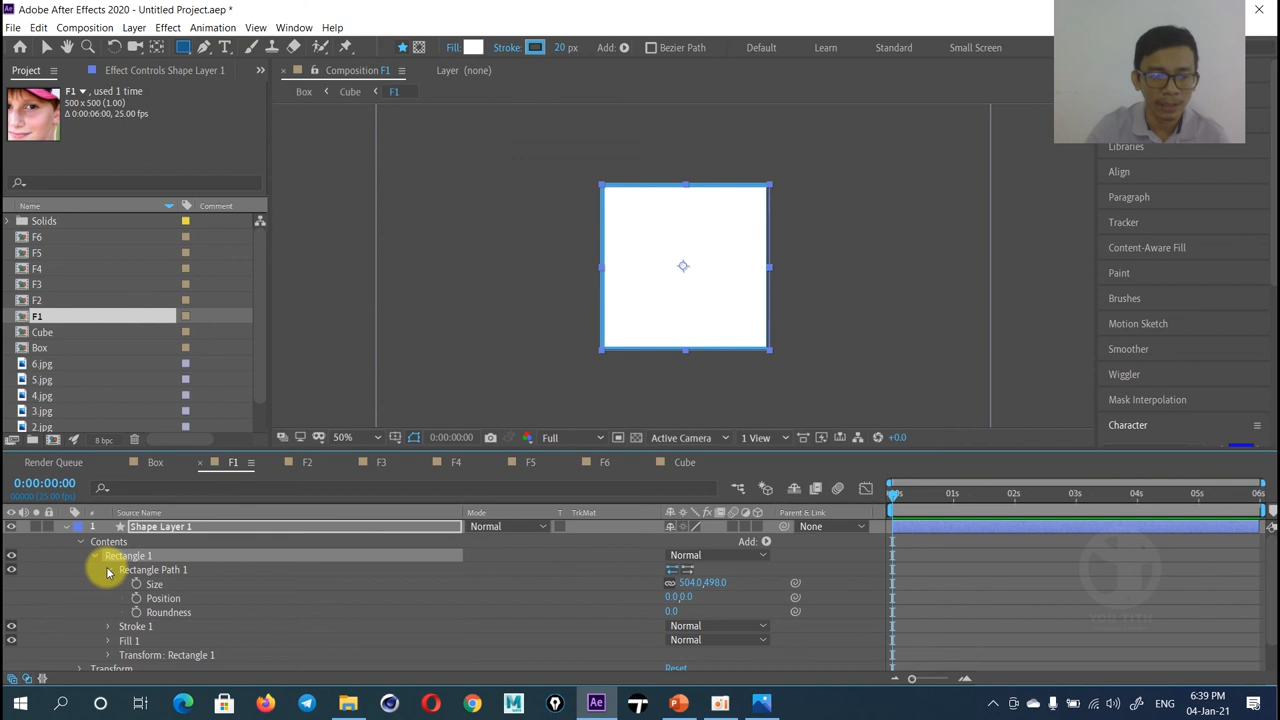 Adobe After Effects 2020 - Untitled Project.aep *
File Edit Composition Layer Effect Animation View Window Help
Fill: Stroke: 20 px Add: Bezier Path Default Learn Standard Small Screen
Project Effect Controls Shape Layer 1 Composition F1 Layer (none)
F1 , used 1 time
500 x 500 (1.00)
Δ 0:00:06:00, 25.00 fps
Box Cube F1
Name Comment
Solids
F6
F5
F4
F3
F2
F1
Cube
Box
6.jpg
5.jpg
4.jpg
3.jpg
2.jpg
8 bpc
50% 0:00:00:00 Full Active Camera 1 View +0.0
Libraries
Align
Paragraph
Tracker
Content-Aware Fill
Paint
Brushes
Motion Sketch
Smoother
Wiggler
Mask Interpolation
Character
Render Queue Box F1 F2 F3 F4 F5 F6 Cube
0:00:00:00
00000 (25.00 fps)
# Source Name Mode T TrkMat Parent & Link
01s 02s 03s 04s 05s 06s
1 Shape Layer 1 Normal None
Contents Add:
Rectangle 1 Normal
Rectangle Path 1
Size 504.0,498.0
Position 0.0,0.0
Roundness 0.0
Stroke 1 Normal
Fill 1 Normal
Transform: Rectangle 1
Transform Reset
YOU TITH
ENG
6:39 PM
04-Jan-21